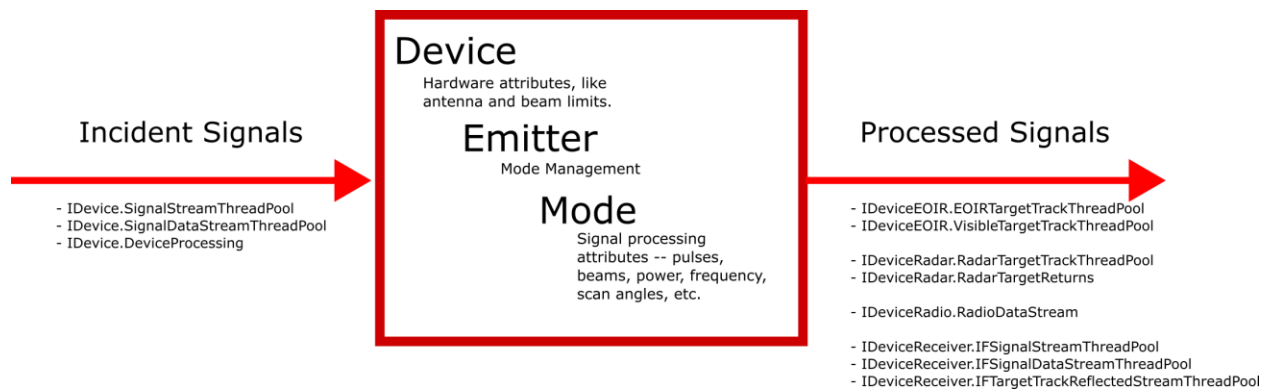 Incident Signals
- IDevice.SignalStreamThreadPool
- IDevice.SignalDataStreamThreadPool
- IDevice.DeviceProcessing
Device
Hardware attributes, like
antenna and beam limits.
Emitter
Mode Management
Mode
Signal processing
attributes -- pulses,
beams, power, frequency,
scan angles, etc.
Processed Signals
- IDeviceEOIR.EOIRTargetTrackThreadPool
- IDeviceEOIR.VisibleTargetTrackThreadPool
- IDeviceRadar.RadarTargetTrackThreadPool
- IDeviceRadar.RadarTargetReturns
- IDeviceRadio.RadioDataStream
- IDeviceReceiver.IFSignalStreamThreadPool
- IDeviceReceiver.IFSignalDataStreamThreadPool
- IDeviceReceiver.IFTargetTrackReflectedStreamThreadPool